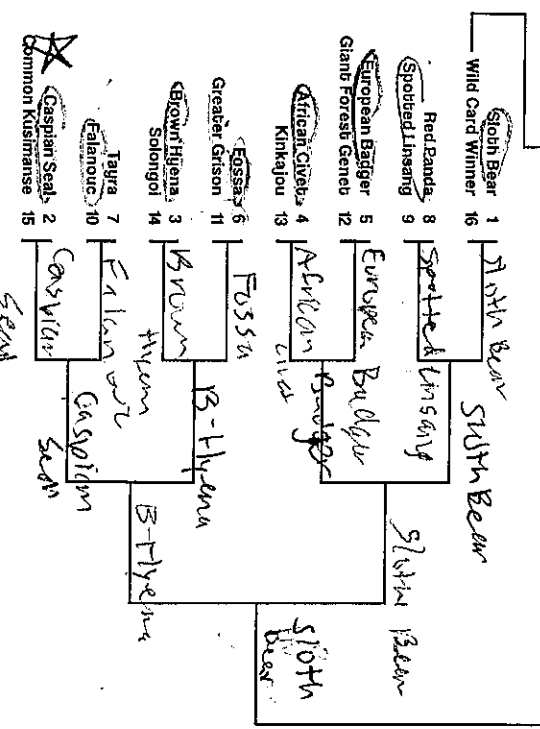 Sloth Bear 1
Wild Card Winner 16
Red Panda 8
Spotted Linsang 9
European Badger 5
Giant Forest Genet 12
African Civet 4
Kinkajou 13
Fossa 6
Greater Grison 11
Brown Hyena 3
Solongoi 14
Tayra 7
Falanouc 10
Caspian Seal 2
Common Kusimanse 15
Sloth Bear
Spotted Linsang
European Badger
African Civet
Fossa
Brown Hyena
Falanouc
Caspian
Seal
Sloth Bear
Badger
B-Hyena
Caspian
Seal
Sloth Bear
B-Hyena
Sloth
Bear